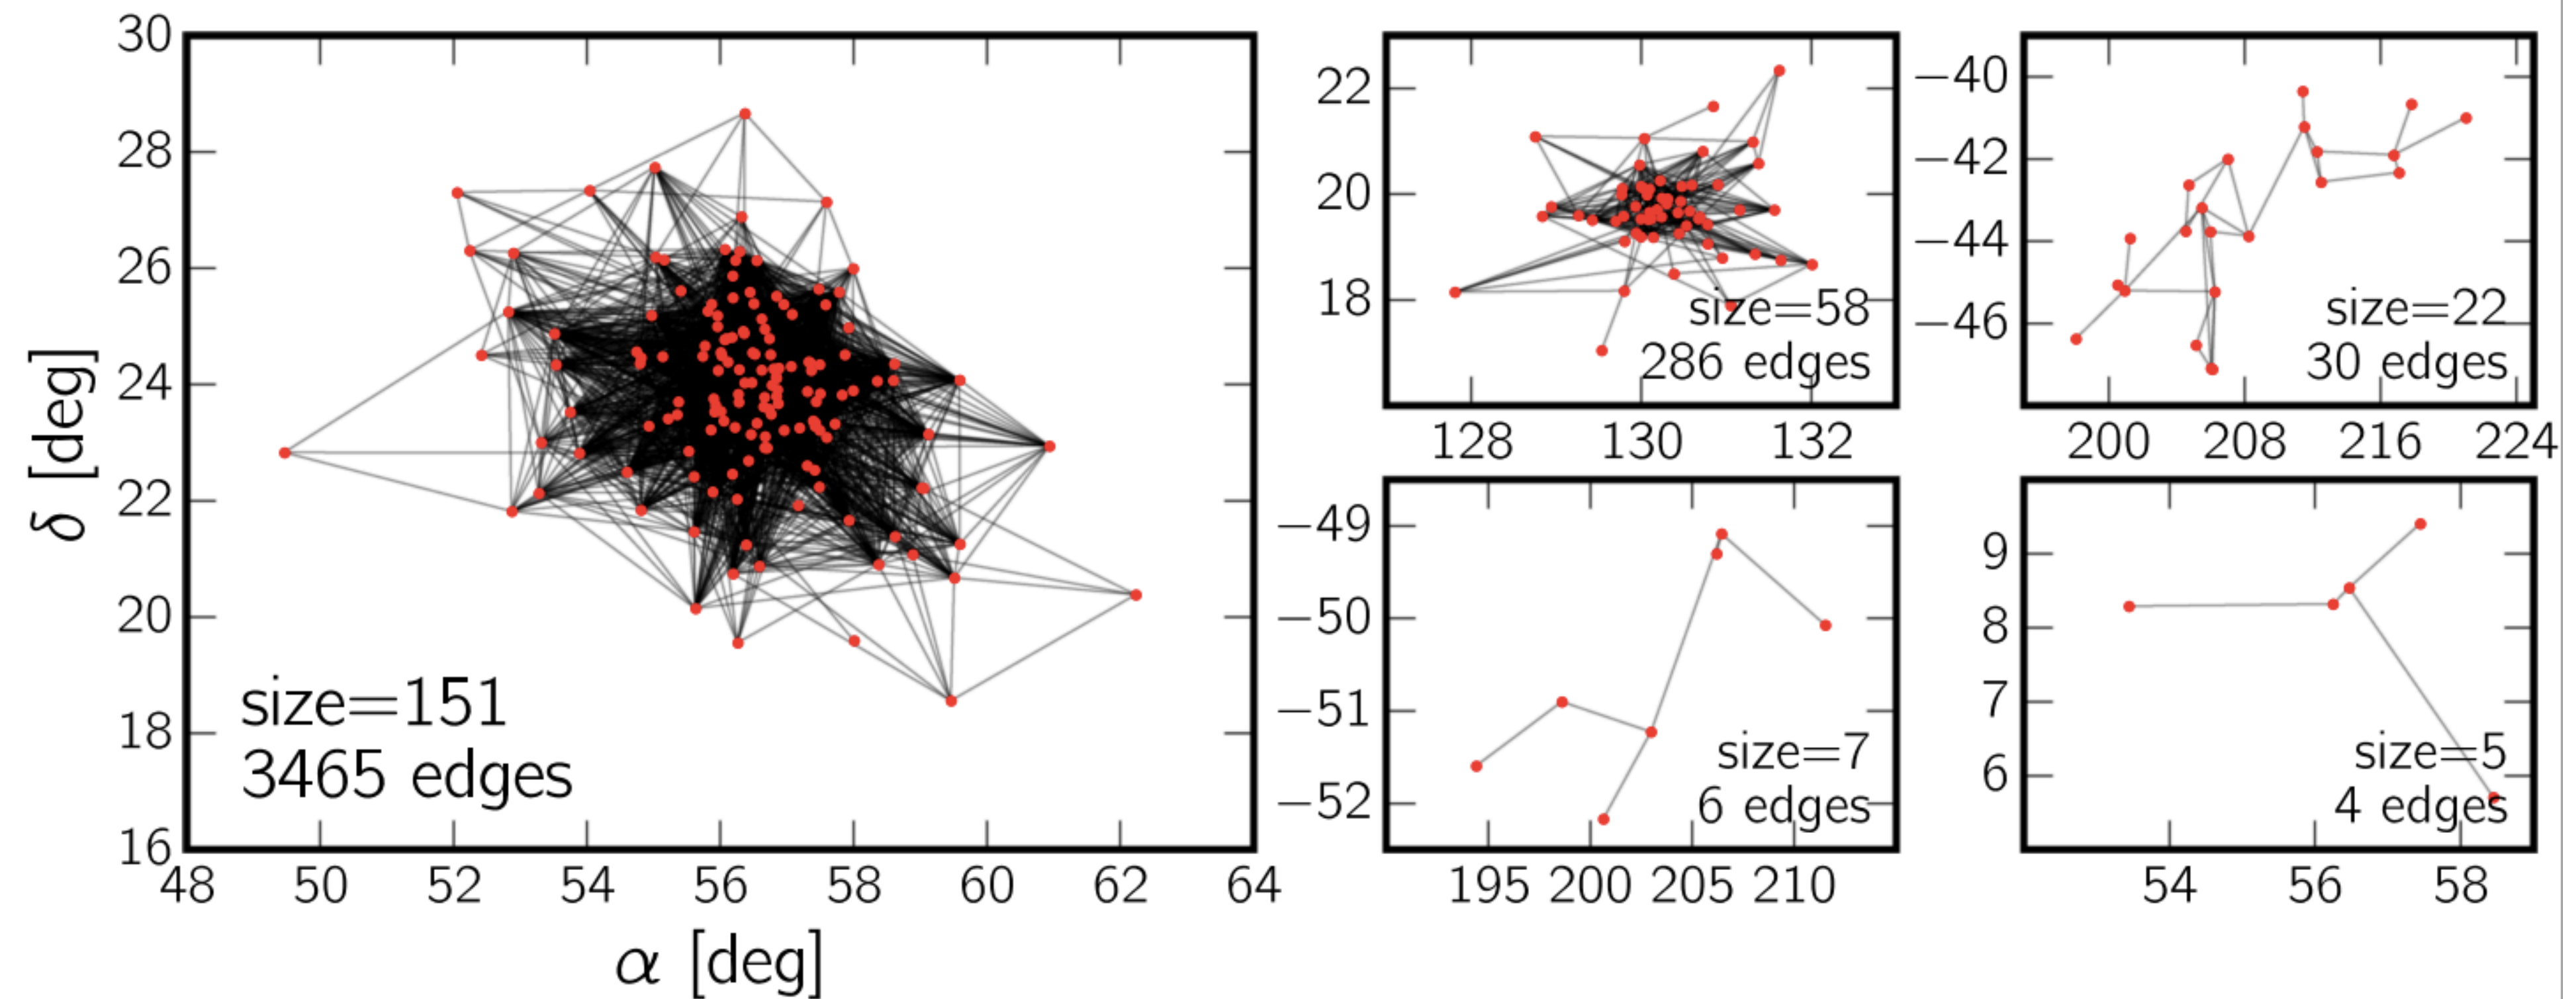 30
28
26
24
22
20
18
16
δ [deg]
size=151
3465 edges
48 50 52 54 56 58 60 62 64
α [deg]
22
20
18
size=58
286 edges
128 130 132
−40
−42
−44
−46
size=22
30 edges
200 208 216 224
−49
−50
−51
−52
size=7
6 edges
195 200 205 210
9
8
7
6
size=5
4 edges
54 56 58